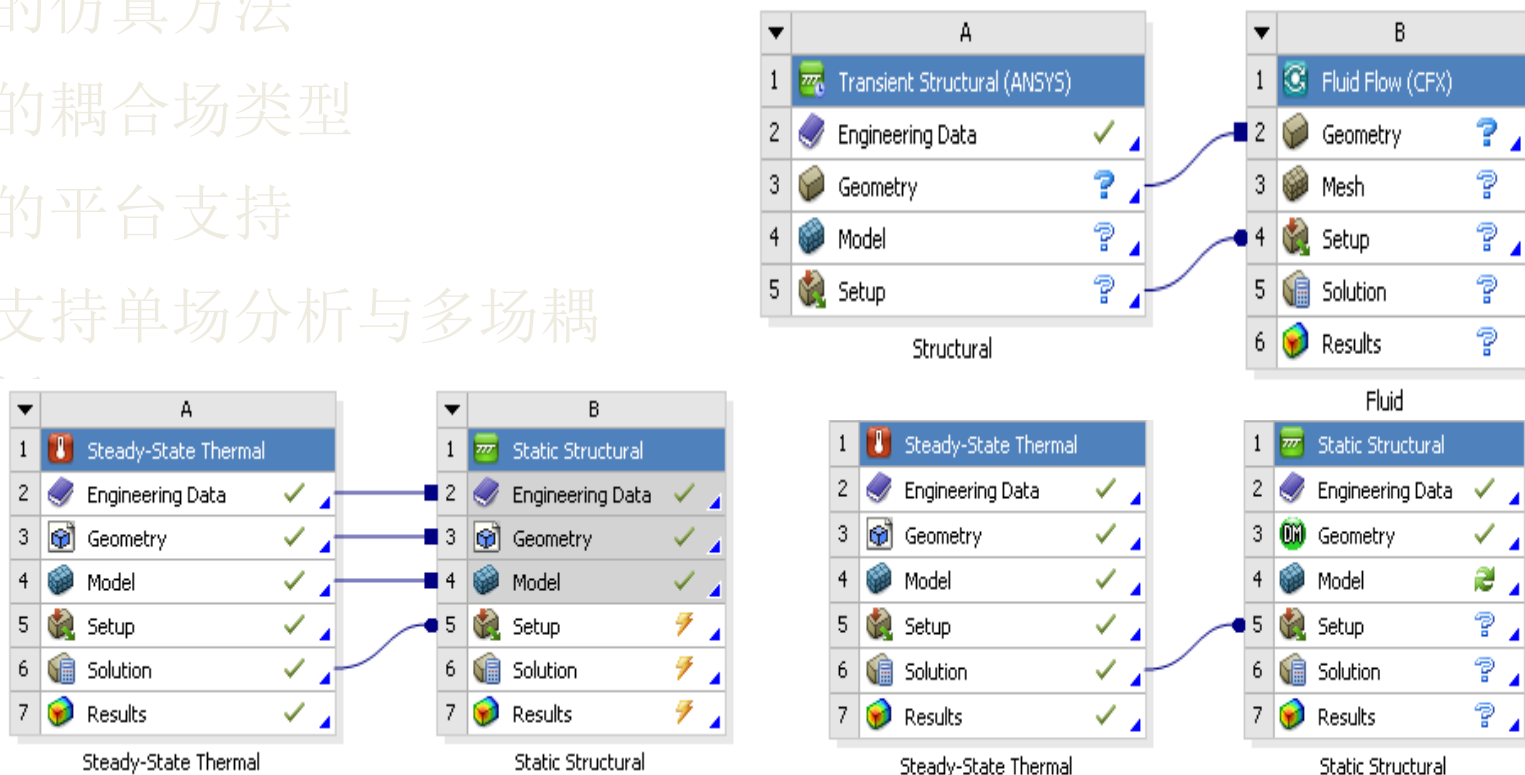 的仿真方法
的耦合场类型
的平台支持
支持单场分析与多场耦
A
1 Transient Structural (ANSYS)
2 Engineering Data
3 Geometry
4 Model
5 Setup
Structural
B
1 Fluid Flow (CFX)
2 Geometry
3 Mesh
4 Setup
5 Solution
6 Results
Fluid
A
1 Steady-State Thermal
2 Engineering Data
3 Geometry
4 Model
5 Setup
6 Solution
7 Results
Steady-State Thermal
B
1 Static Structural
2 Engineering Data
3 Geometry
4 Model
5 Setup
6 Solution
7 Results
Static Structural
1 Steady-State Thermal
2 Engineering Data
3 Geometry
4 Model
5 Setup
6 Solution
7 Results
Steady-State Thermal
1 Static Structural
2 Engineering Data
3 DM Geometry
4 Model
5 Setup
6 Solution
7 Results
Static Structural